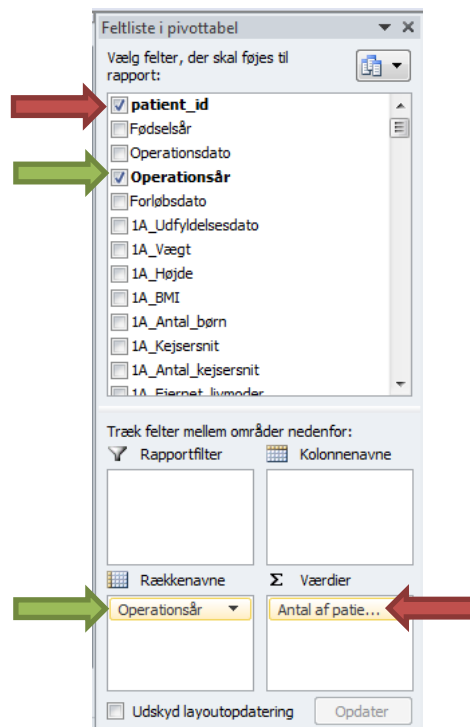 Feltliste i pivottabel
Vælg felter, der skal føjes til
rapport:
patient_id
Fødselsår
Operationsdato
Operationsår
Forløbsdato
1A_Udfyldelsesdato
1A_Vægt
1A_Højde
1A_BMI
1A_Antal_børn
1A_Kejsersnit
1A_Antal_kejsersnit
1A_Fjernet_livmoder
Træk felter mellem områder nedenfor:
Rapportfilter
Kolonnenavne
Rækkenavne
Σ Værdier
Operationsår
Antal af patie...
Udskyd layoutopdatering
Opdater